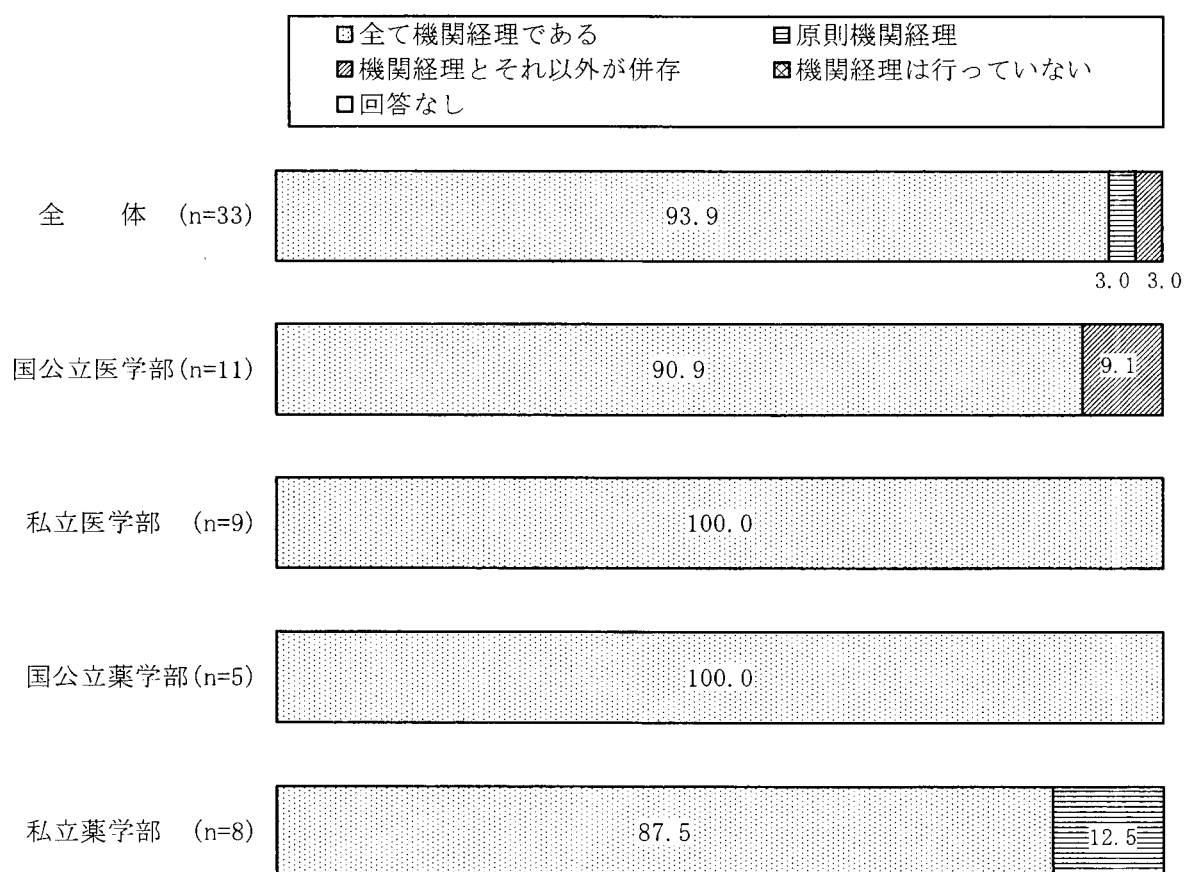 全て機関経理である 原則機関経理
機関経理とそれ以外が併存 機関経理は行っていない
回答なし
全 体 (n=33) 93.9
3.0 3.0
国公立医学部(n=11) 90.9 9.1
私立医学部 (n=9) 100.0
国公立薬学部(n=5) 100.0
私立薬学部 (n=8) 87.5 12.5